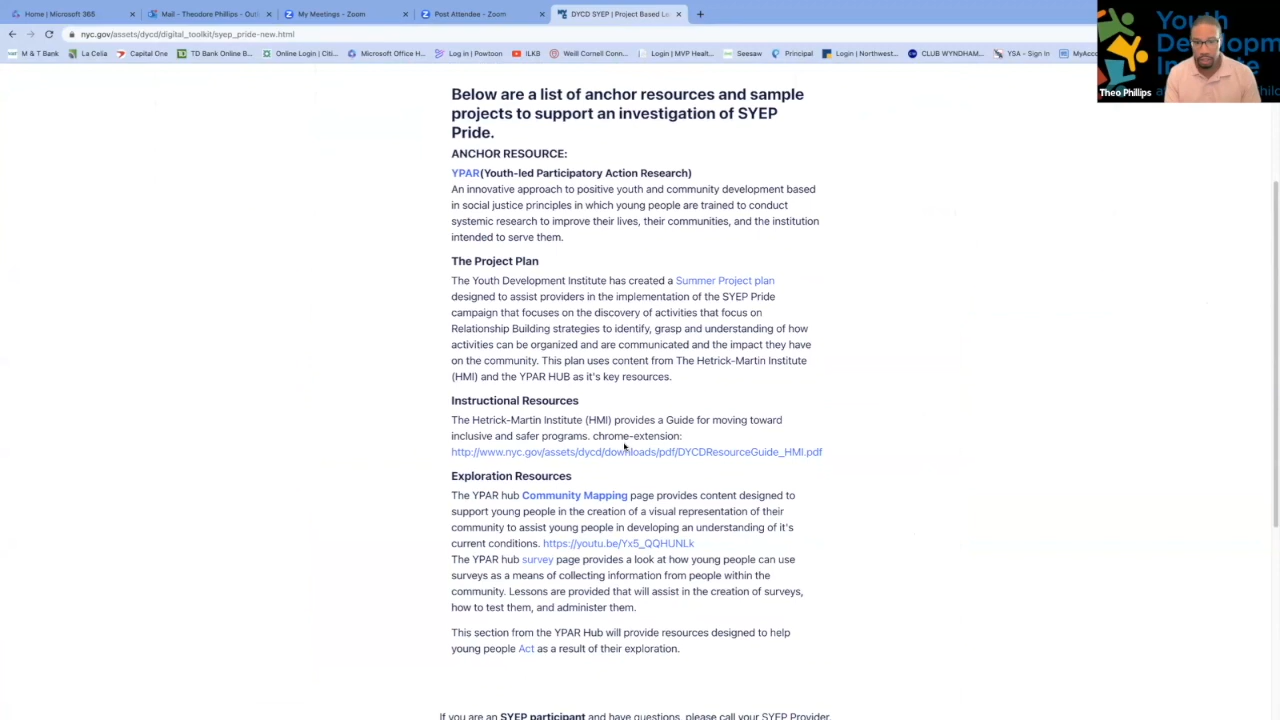 Home | Microsoft 365
Mail - Theodore Phillips - Outl
My Meetings - Zoom
Post Attendee - Zoom
DYCD SYEP | Project Based L
nyc.gov/assets/dycd/digital_toolkit/syep_pride-new.html
M & T Bank
La Cella
Capital One
TD Bank Online B...
Online Login | Citi...
Microsoft Office H...
Log in | Powtoon
ILKB
Weill Cornell Conn...
Login | MVP Healt...
Seesaw
Principal
Login | Northwest...
CLUB WYNDHAM...
YSA - Sign In
MyAcco
Youth
Developm
Theo Phillips
Below are a list of anchor resources and sample
projects to support an investigation of SYEP
Pride.
ANCHOR RESOURCE:
YPAR(Youth-led Participatory Action Research)
An innovative approach to positive youth and community development based
in social justice principles in which young people are trained to conduct
systemic research to improve their lives, their communities, and the institution
intended to serve them.
The Project Plan
The Youth Development Institute has created a Summer Project plan
designed to assist providers in the implementation of the SYEP Pride
campaign that focuses on the discovery of activities that focus on
Relationship Building strategies to identify, grasp and understanding of how
activities can be organized and are communicated and the impact they have
on the community. This plan uses content from The Hetrick-Martin Institute
(HMI) and the YPAR HUB as it's key resources.
Instructional Resources
The Hetrick-Martin Institute (HMI) provides a Guide for moving toward
inclusive and safer programs. chrome-extension:
http://www.nyc.gov/assets/dycd/downloads/pdf/DYCDResourceGuide_HMI.pdf
Exploration Resources
The YPAR hub Community Mapping page provides content designed to
support young people in the creation of a visual representation of their
community to assist young people in developing an understanding of it's
current conditions. https://youtu.be/Yx5_QQHUNLk
The YPAR hub survey page provides a look at how young people can use
surveys as a means of collecting information from people within the
community. Lessons are provided that will assist in the creation of surveys,
how to test them, and administer them.
This section from the YPAR Hub will provide resources designed to help
young people Act as a result of their exploration.
If you are an SYEP participant and have questions, please call your SYEP Provider.